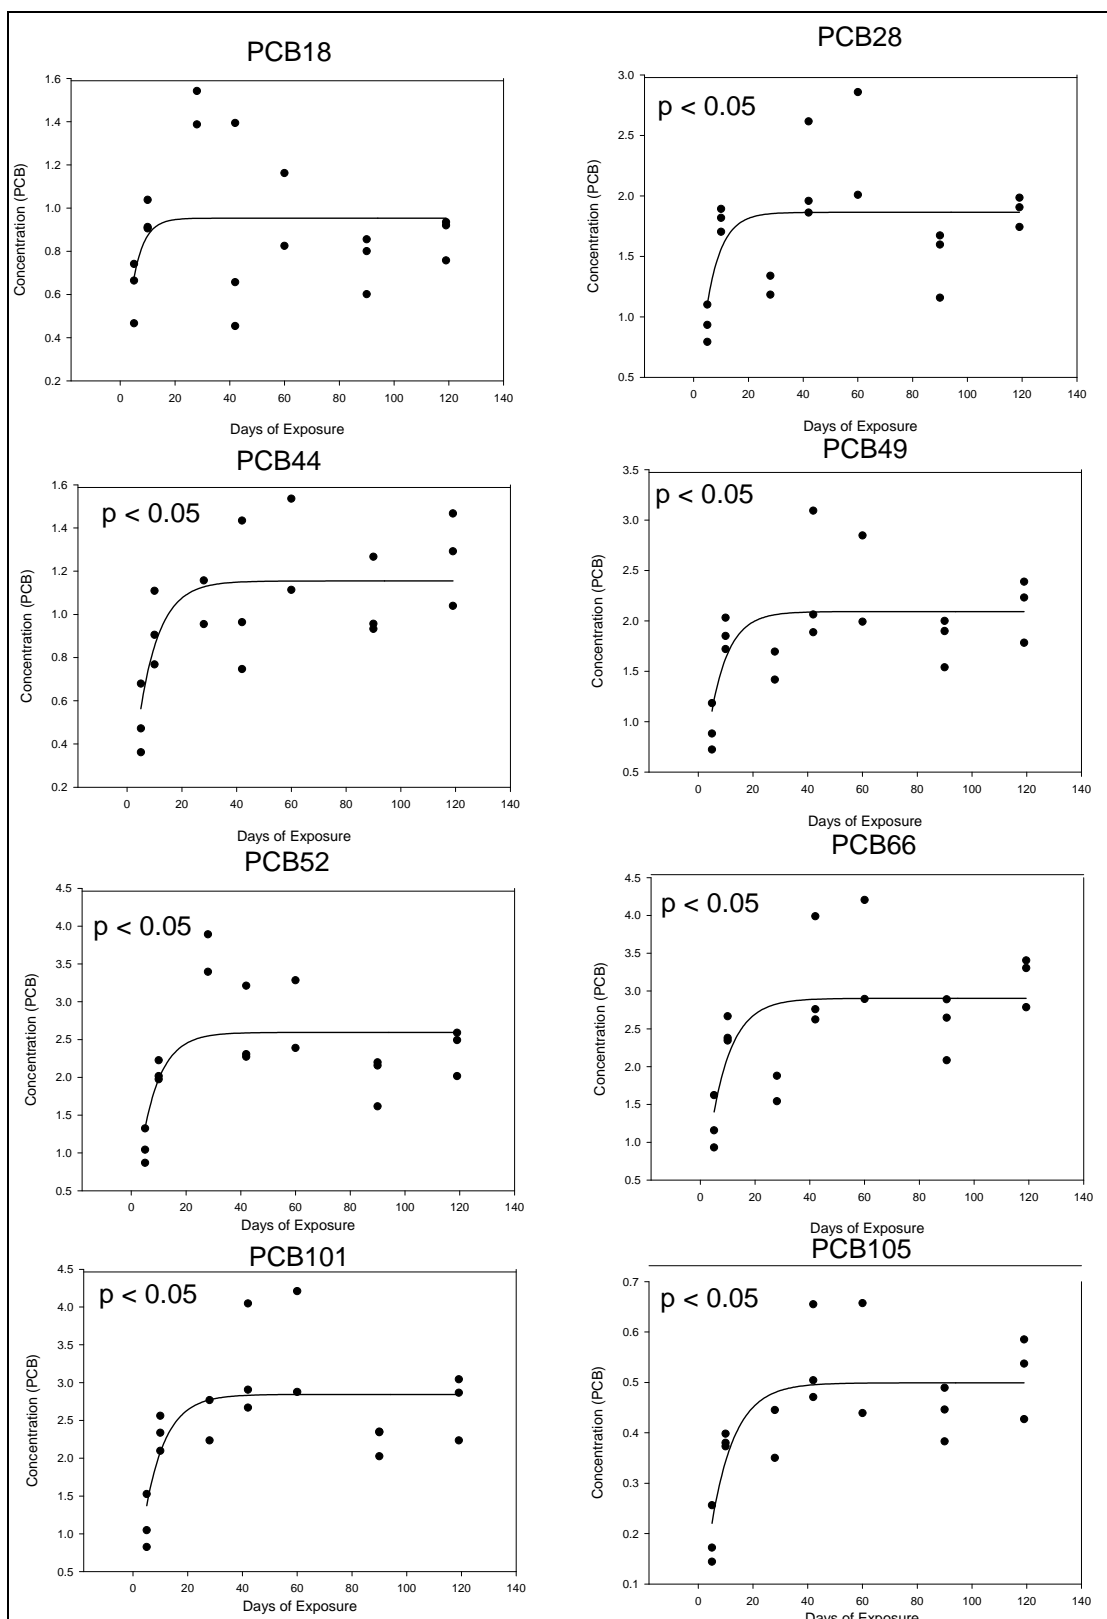 PCB18
1.6
1.4
1.2
1.0
0.8
0.6
0.4
0.2
Concentration (PCB)
0 20 40 60 80 100 120 140
Days of Exposure
PCB28
p < 0.05
3.0
2.5
2.0
1.5
1.0
0.5
Concentration (PCB)
0 20 40 60 80 100 120 140
Days of Exposure
PCB44
p < 0.05
1.6
1.4
1.2
1.0
0.8
0.6
0.4
0.2
Concentration (PCB)
0 20 40 60 80 100 120 140
Days of Exposure
PCB49
p < 0.05
3.5
3.0
2.5
2.0
1.5
1.0
0.5
Concentration (PCB)
0 20 40 60 80 100 120 140
Days of Exposure
PCB52
p < 0.05
4.5
4.0
3.5
3.0
2.5
2.0
1.5
1.0
0.5
Concentration (PCB)
0 20 40 60 80 100 120 140
Days of Exposure
PCB66
p < 0.05
4.5
4.0
3.5
3.0
2.5
2.0
1.5
1.0
0.5
Concentration (PCB)
0 20 40 60 80 100 120 140
Days of Exposure
PCB101
p < 0.05
4.5
4.0
3.5
3.0
2.5
2.0
1.5
1.0
0.5
Concentration (PCB)
0 20 40 60 80 100 120 140
Days of Exposure
PCB105
p < 0.05
0.7
0.6
0.5
0.4
0.3
0.2
0.1
Concentration (PCB)
0 20 40 60 80 100 120 140
Days of Exposure